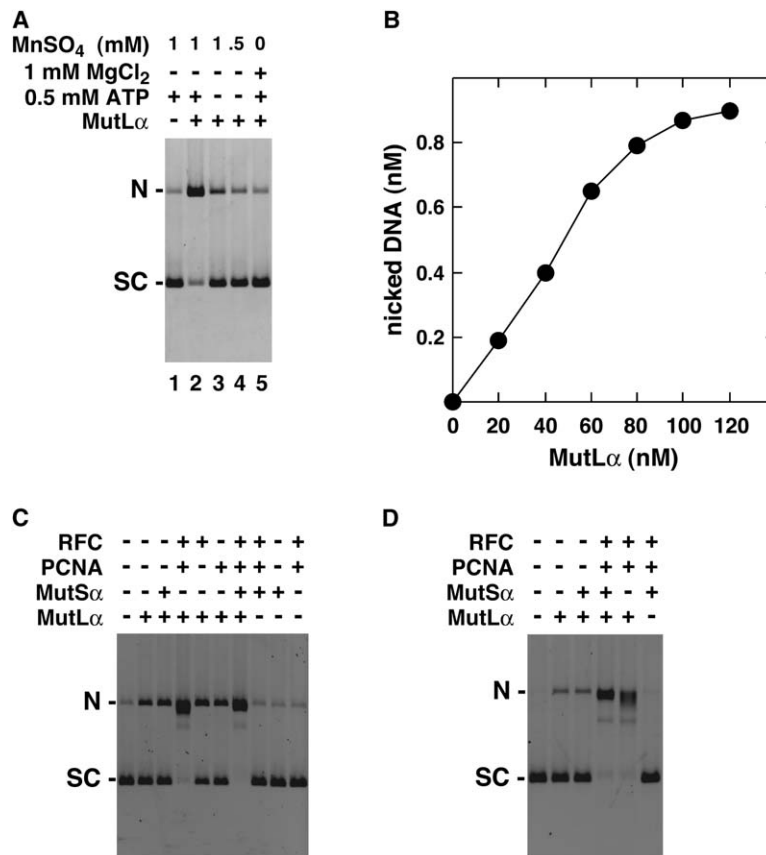 A
MnSO₄ (mM) 1 1 1 .5 0
1 mM MgCl₂ - - - - +
0.5 mM ATP + + - - +
MutLα - + + + +
N -
SC -
1 2 3 4 5
B
nicked DNA (nM)
0.8
0.6
0.4
0.2
0 20 40 60 80 100 120
MutLα (nM)
C
RFC - - - + + - + + - +
PCNA - - - + - + + + - +
MutSα - - + - - - + + + -
MutLα - + + + + + + - - -
N -
SC -
D
RFC - - - + + +
PCNA - - - + + +
MutSα - - + + - +
MutLα - + + + + -
N -
SC -